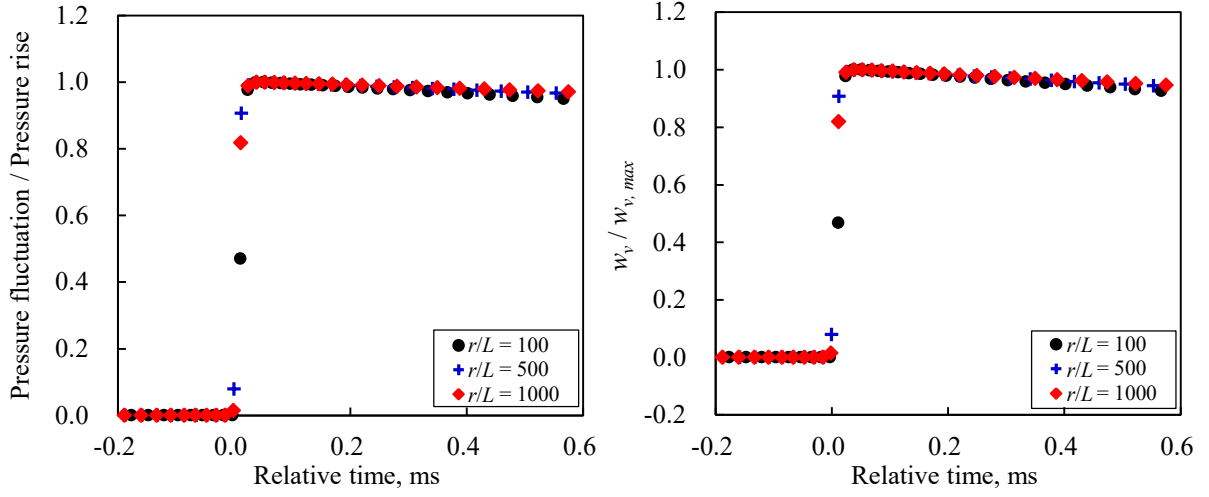 Pressure fluctuation / Pressure rise
1.2
1.0
0.8
0.6
0.4
0.2
0.0
-0.2 0.0 0.2 0.4 0.6
Relative time, ms
r/L = 100
r/L = 500
r/L = 1000
w_v / w_{v, max}
1.2
1.0
0.8
0.6
0.4
0.2
0.0
-0.2
-0.2 0.0 0.2 0.4 0.6
Relative time, ms
r/L = 100
r/L = 500
r/L = 1000